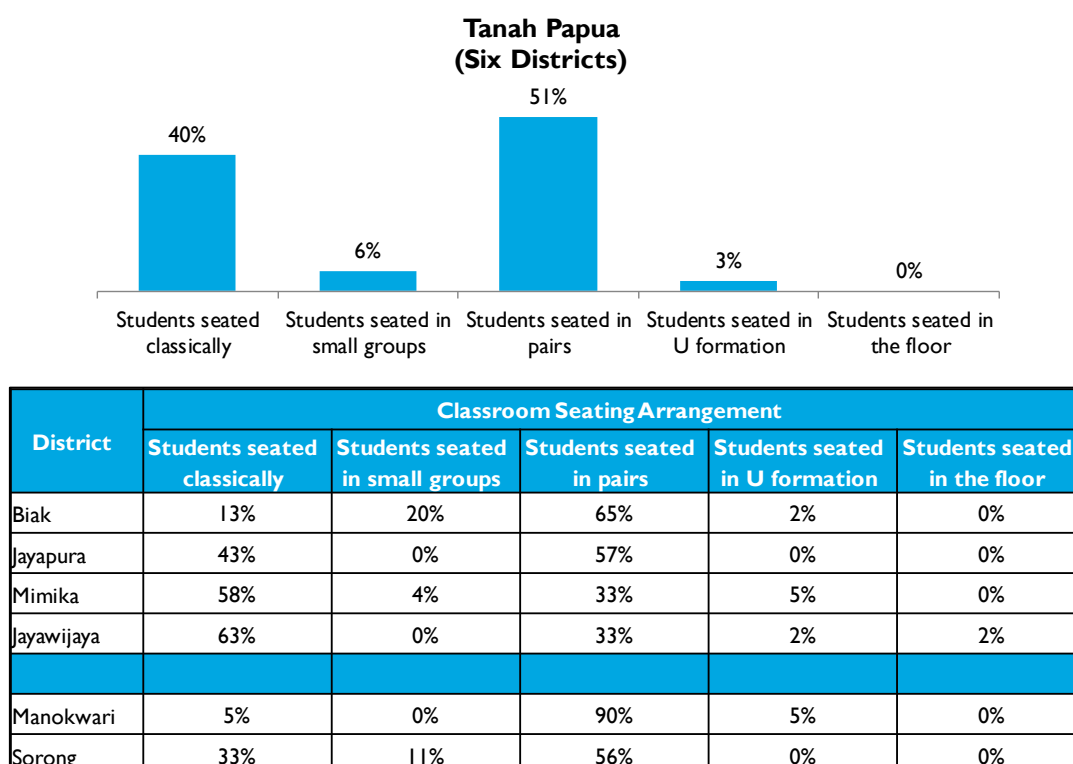 Tanah Papua
(Six Districts)
40%
6%
51%
3%
0%
Students seated classically
Students seated in small groups
Students seated in pairs
Students seated in U formation
Students seated in the floor
District
Classroom Seating Arrangement
Students seated classically
Students seated in small groups
Students seated in pairs
Students seated in U formation
Students seated in the floor
Biak 13% 20% 65% 2% 0%
Jayapura 43% 0% 57% 0% 0%
Mimika 58% 4% 33% 5% 0%
Jayawijaya 63% 0% 33% 2% 2%
Manokwari 5% 0% 90% 5% 0%
Sorong 33% 11% 56% 0% 0%